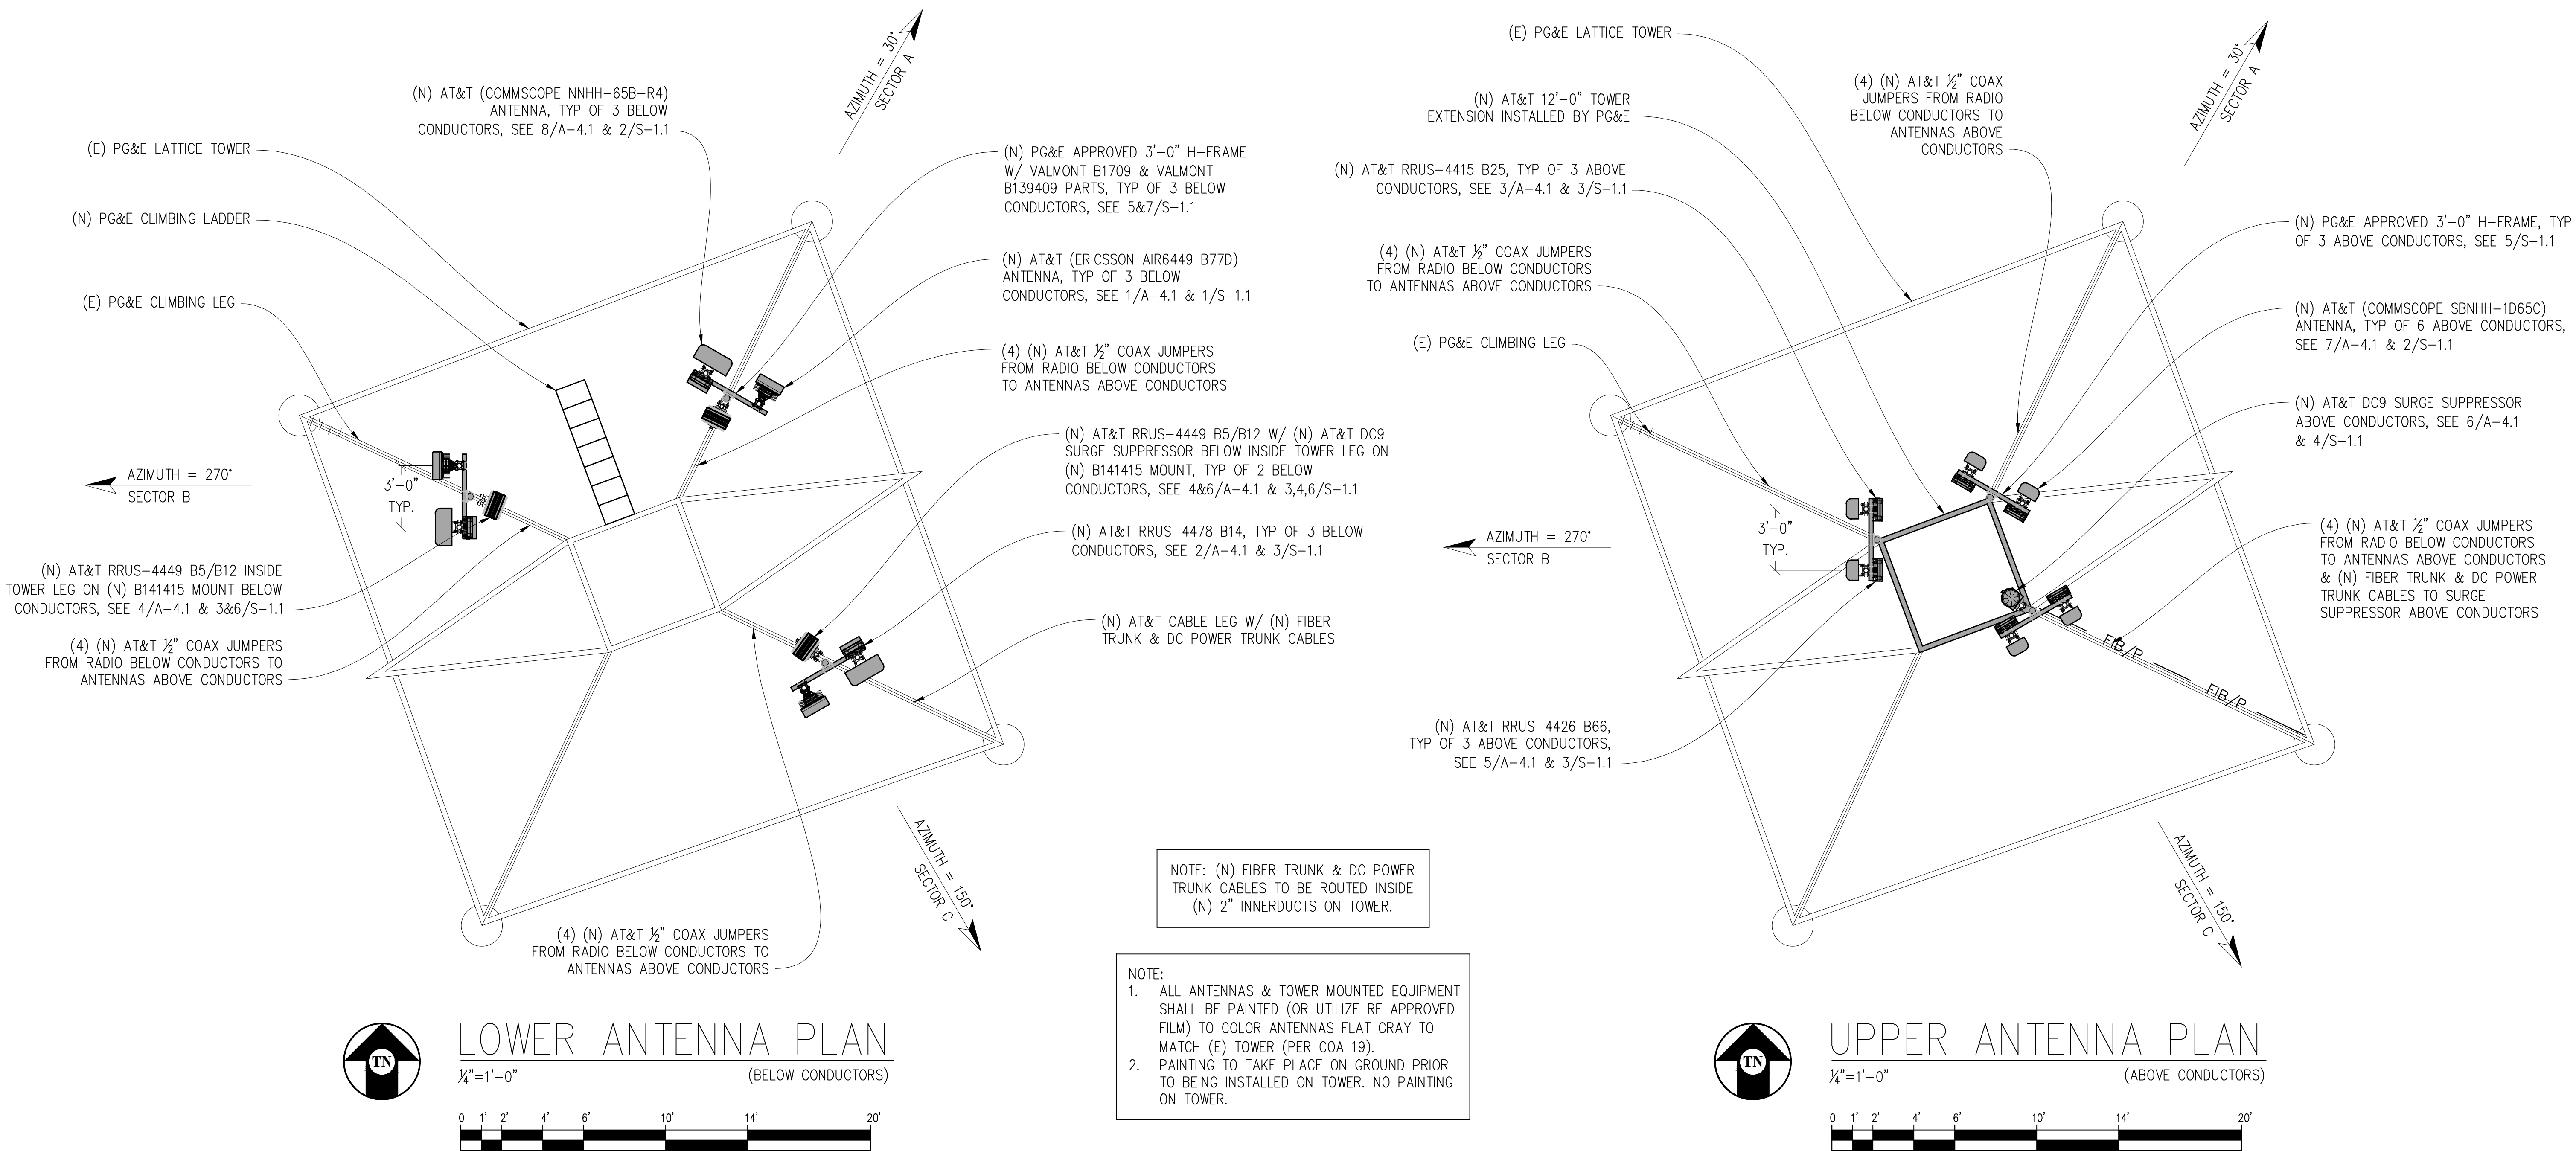 (N) AT&T (COMMSCOPE NNHH-65B-R4)
ANTENNA, TYP OF 3 BELOW
CONDUCTORS, SEE 8/A-4.1 & 2/S-1.1
(E) PG&E LATTICE TOWER
(N) PG&E CLIMBING LADDER
(E) PG&E CLIMBING LEG
AZIMUTH = 30°
SECTOR A
(N) PG&E APPROVED 3'-0" H-FRAME
W/ VALMONT B1709 & VALMONT
B139409 PARTS, TYP OF 3 BELOW
CONDUCTORS, SEE 5&7/S-1.1
(N) AT&T (ERICSSON AIR6449 B77D)
ANTENNA, TYP OF 3 BELOW
CONDUCTORS, SEE 1/A-4.1 & 1/S-1.1
(4) (N) AT&T ½" COAX JUMPERS
FROM RADIO BELOW CONDUCTORS
TO ANTENNAS ABOVE CONDUCTORS
(N) AT&T RRUS-4449 B5/B12 W/ (N) AT&T DC9
SURGE SUPPRESSOR BELOW INSIDE TOWER LEG ON
(N) B141415 MOUNT, TYP OF 2 BELOW
CONDUCTORS, SEE 4&6/A-4.1 & 3,4,6/S-1.1
(N) AT&T RRUS-4478 B14, TYP OF 3 BELOW
CONDUCTORS, SEE 2/A-4.1 & 3/S-1.1
(N) AT&T CABLE LEG W/ (N) FIBER
TRUNK & DC POWER TRUNK CABLES
AZIMUTH = 270°
SECTOR B
3'-0"
TYP.
(N) AT&T RRUS-4449 B5/B12 INSIDE
TOWER LEG ON (N) B141415 MOUNT BELOW
CONDUCTORS, SEE 4/A-4.1 & 3&6/S-1.1
(4) (N) AT&T ½" COAX JUMPERS
FROM RADIO BELOW CONDUCTORS TO
ANTENNAS ABOVE CONDUCTORS
AZIMUTH = 150°
SECTOR C
(4) (N) AT&T ½" COAX JUMPERS
FROM RADIO BELOW CONDUCTORS TO
ANTENNAS ABOVE CONDUCTORS
TN
LOWER ANTENNA PLAN
¼"=1'-0"
(BELOW CONDUCTORS)
0 1' 2' 4' 6' 10' 14' 20'
NOTE: (N) FIBER TRUNK & DC POWER
TRUNK CABLES TO BE ROUTED INSIDE
(N) 2" INNERDUCTS ON TOWER.
NOTE:
1. ALL ANTENNAS & TOWER MOUNTED EQUIPMENT
SHALL BE PAINTED (OR UTILIZE RF APPROVED
FILM) TO COLOR ANTENNAS FLAT GRAY TO
MATCH (E) TOWER (PER COA 19).
2. PAINTING TO TAKE PLACE ON GROUND PRIOR
TO BEING INSTALLED ON TOWER. NO PAINTING
ON TOWER.
(E) PG&E LATTICE TOWER
(N) AT&T 12'-0" TOWER
EXTENSION INSTALLED BY PG&E
(N) AT&T RRUS-4415 B25, TYP OF 3 ABOVE
CONDUCTORS, SEE 3/A-4.1 & 3/S-1.1
(4) (N) AT&T ½" COAX JUMPERS
FROM RADIO BELOW CONDUCTORS
TO ANTENNAS ABOVE CONDUCTORS
(E) PG&E CLIMBING LEG
(4) (N) AT&T ½" COAX
JUMPERS FROM RADIO
BELOW CONDUCTORS TO
ANTENNAS ABOVE
CONDUCTORS
AZIMUTH = 30°
SECTOR A
(N) PG&E APPROVED 3'-0" H-FRAME, TYP
OF 3 ABOVE CONDUCTORS, SEE 5/S-1.1
(N) AT&T (COMMSCOPE SBNHH-1D65C)
ANTENNA, TYP OF 6 ABOVE CONDUCTORS,
SEE 7/A-4.1 & 2/S-1.1
(N) AT&T DC9 SURGE SUPPRESSOR
ABOVE CONDUCTORS, SEE 6/A-4.1
& 4/S-1.1
(4) (N) AT&T ½" COAX JUMPERS
FROM RADIO BELOW CONDUCTORS
TO ANTENNAS ABOVE CONDUCTORS
& (N) FIBER TRUNK & DC POWER
TRUNK CABLES TO SURGE
SUPPRESSOR ABOVE CONDUCTORS
AZIMUTH = 270°
SECTOR B
3'-0"
TYP.
FIB/P
FIB/P
(N) AT&T RRUS-4426 B66,
TYP OF 3 ABOVE CONDUCTORS,
SEE 5/A-4.1 & 3/S-1.1
AZIMUTH = 150°
SECTOR C
TN
UPPER ANTENNA PLAN
¼"=1'-0"
(ABOVE CONDUCTORS)
0 1' 2' 4' 6' 10' 14' 20'